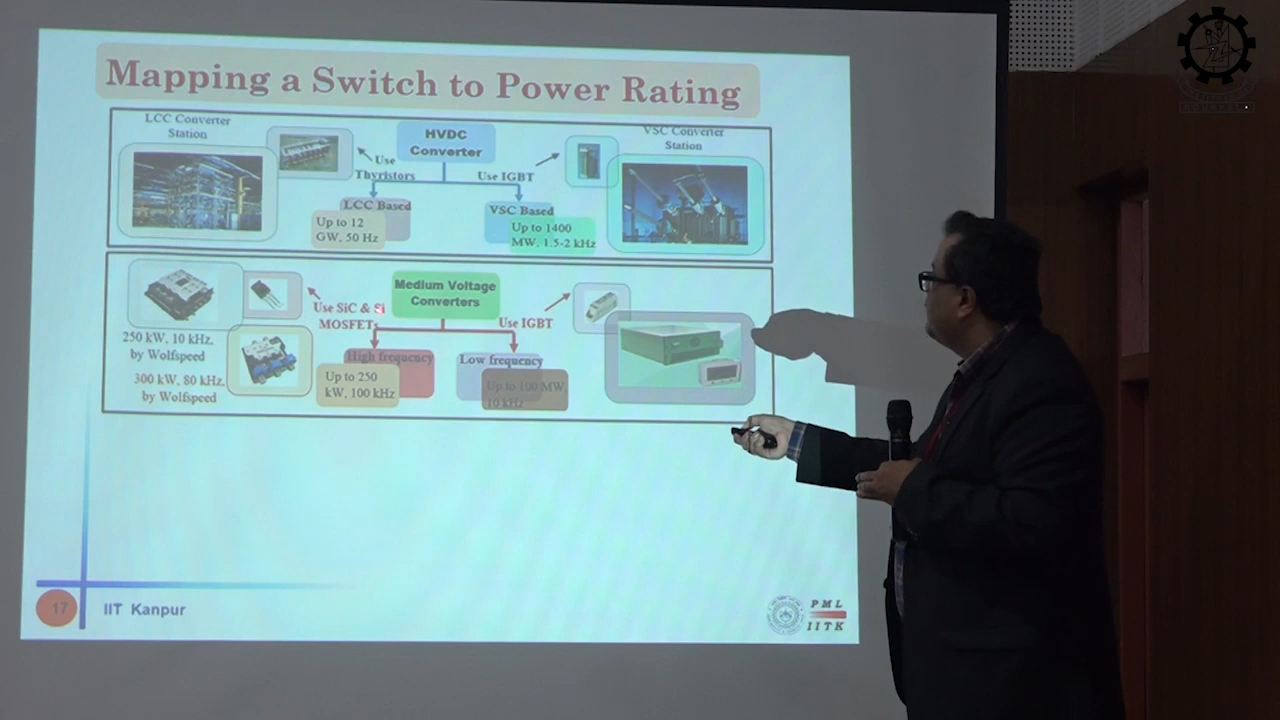 Mapping a Switch to Power Rating
LCC Converter
Station
HVDC
Converter
VSC Converter
Station
Use
Thyristors
Use IGBT
LCC Based
Up to 12
GW, 50 Hz
VSC Based
Up to 1400
MW, 1.5-2 kHz
Medium Voltage
Converters
Use SiC & Si
MOSFETs
Use IGBT
250 kW, 10 kHz,
by Wolfspeed
300 kW, 80 kHz,
by Wolfspeed
High frequency
Up to 250
kW, 100 kHz
Low frequency
Up to 100 MW,
10 kHz
17
IIT Kanpur
PML
IITK